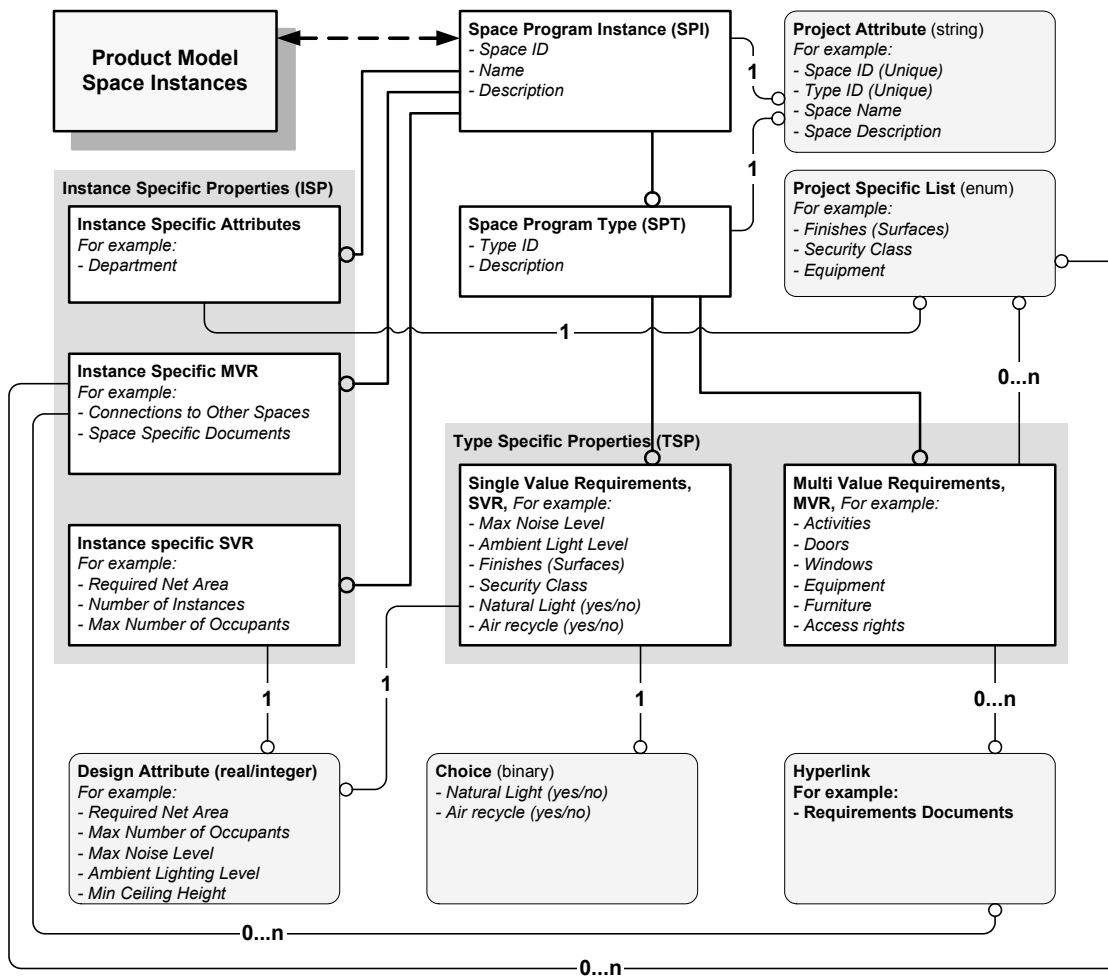 Product Model
Space Instances
Space Program Instance (SPI)
- Space ID
- Name
- Description
1
1
Project Attribute (string)
For example:
- Space ID (Unique)
- Type ID (Unique)
- Space Name
- Space Description
Instance Specific Properties (ISP)
Instance Specific Attributes
For example:
- Department
Space Program Type (SPT)
- Type ID
- Description
Project Specific List (enum)
For example:
- Finishes (Surfaces)
- Security Class
- Equipment
1
0...n
Instance Specific MVR
For example:
- Connections to Other Spaces
- Space Specific Documents
Instance specific SVR
For example:
- Required Net Area
- Number of Instances
- Max Number of Occupants
Type Specific Properties (TSP)
Single Value Requirements,
SVR, For example:
- Max Noise Level
- Ambient Light Level
- Finishes (Surfaces)
- Security Class
- Natural Light (yes/no)
- Air recycle (yes/no)
Multi Value Requirements,
MVR, For example:
- Activities
- Doors
- Windows
- Equipment
- Furniture
- Access rights
1
1
1
0...n
Design Attribute (real/integer)
For example:
- Required Net Area
- Max Number of Occupants
- Max Noise Level
- Ambient Lighting Level
- Min Ceiling Height
Choice (binary)
- Natural Light (yes/no)
- Air recycle (yes/no)
Hyperlink
For example:
- Requirements Documents
0...n
0...n